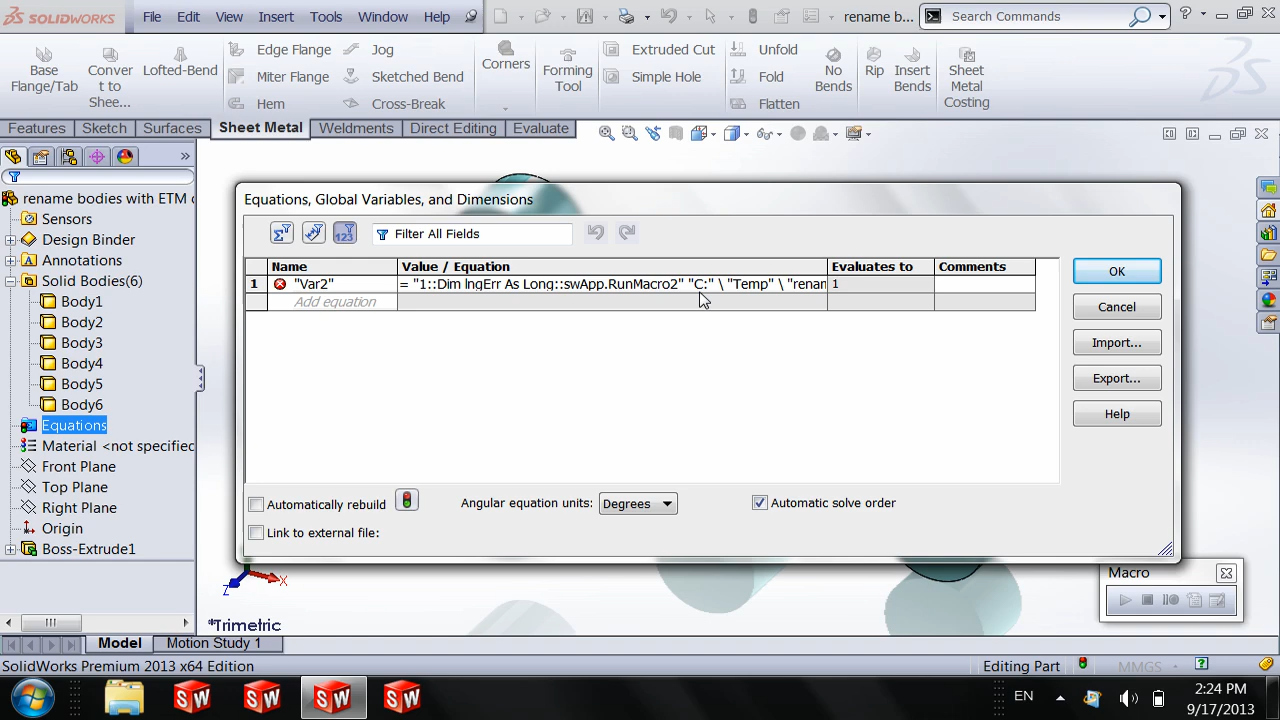 SOLIDWORKS File Edit View Insert Tools Window Help rename b... Search Commands
Base Flange/Tab Convert to Shee... Lofted-Bend Edge Flange Jog Corners Forming Tool Extruded Cut Unfold No Bends Rip Insert Bends Sheet Metal Costing
Miter Flange Sketched Bend Simple Hole Fold
Hem Cross-Break Flatten
Features Sketch Surfaces Sheet Metal Weldments Direct Editing Evaluate
rename bodies with ETM
Sensors
Design Binder
Annotations
Solid Bodies(6)
Body1
Body2
Body3
Body4
Body5
Body6
Equations
Material <not specified
Front Plane
Top Plane
Right Plane
Origin
Boss-Extrude1
Equations, Global Variables, and Dimensions
Filter All Fields
Name Value / Equation Evaluates to Comments
1 "Var2" = "1::Dim lngErr As Long::swApp.RunMacro2" "C:" \ "Temp" \ "renam 1
Add equation
OK
Cancel
Import...
Export...
Help
Automatically rebuild Angular equation units: Degrees Automatic solve order
Link to external file:
Macro
Z X
*Trimetric
Model Motion Study 1
SolidWorks Premium 2013 x64 Edition Editing Part MMGS
EN 2:24 PM
9/17/2013